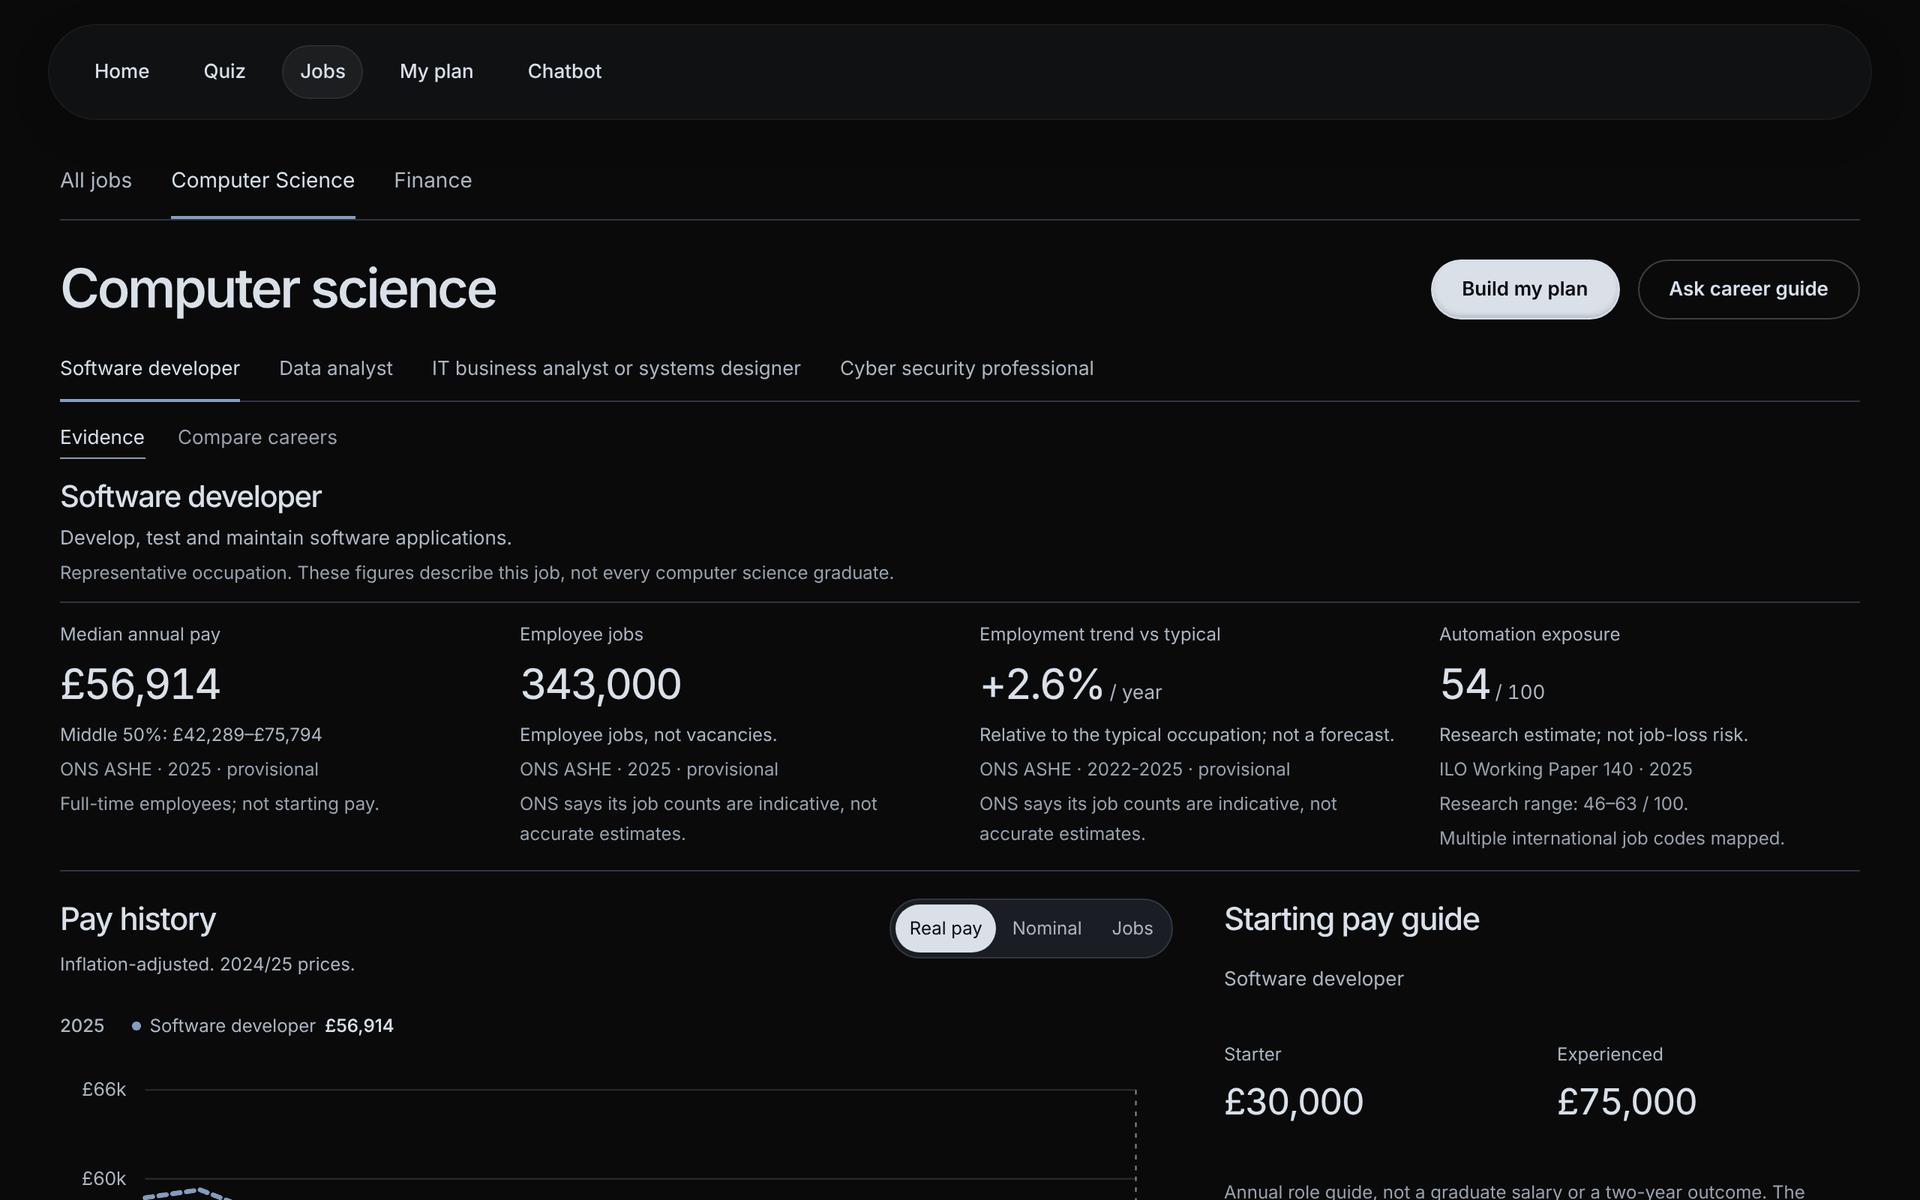 Home Quiz Jobs My plan Chatbot
All jobs Computer Science Finance
Computer science
Build my plan Ask career guide
Software developer Data analyst IT business analyst or systems designer Cyber security professional
Evidence Compare careers
Software developer
Develop, test and maintain software applications.
Representative occupation. These figures describe this job, not every computer science graduate.
Median annual pay
£56,914
Middle 50%: £42,289–£75,794
ONS ASHE · 2025 · provisional
Full-time employees; not starting pay.
Employee jobs
343,000
Employee jobs, not vacancies.
ONS ASHE · 2025 · provisional
ONS says its job counts are indicative, not
accurate estimates.
Employment trend vs typical
+2.6% / year
Relative to the typical occupation; not a forecast.
ONS ASHE · 2022-2025 · provisional
ONS says its job counts are indicative, not
accurate estimates.
Automation exposure
54 / 100
Research estimate; not job-loss risk.
ILO Working Paper 140 · 2025
Research range: 46–63 / 100.
Multiple international job codes mapped.
Pay history
Real pay Nominal Jobs
Inflation-adjusted. 2024/25 prices.
2025 Software developer £56,914
£66k
£60k
Starting pay guide
Software developer
Starter
£30,000
Experienced
£75,000
Annual role guide, not a graduate salary or a two-year outcome. The